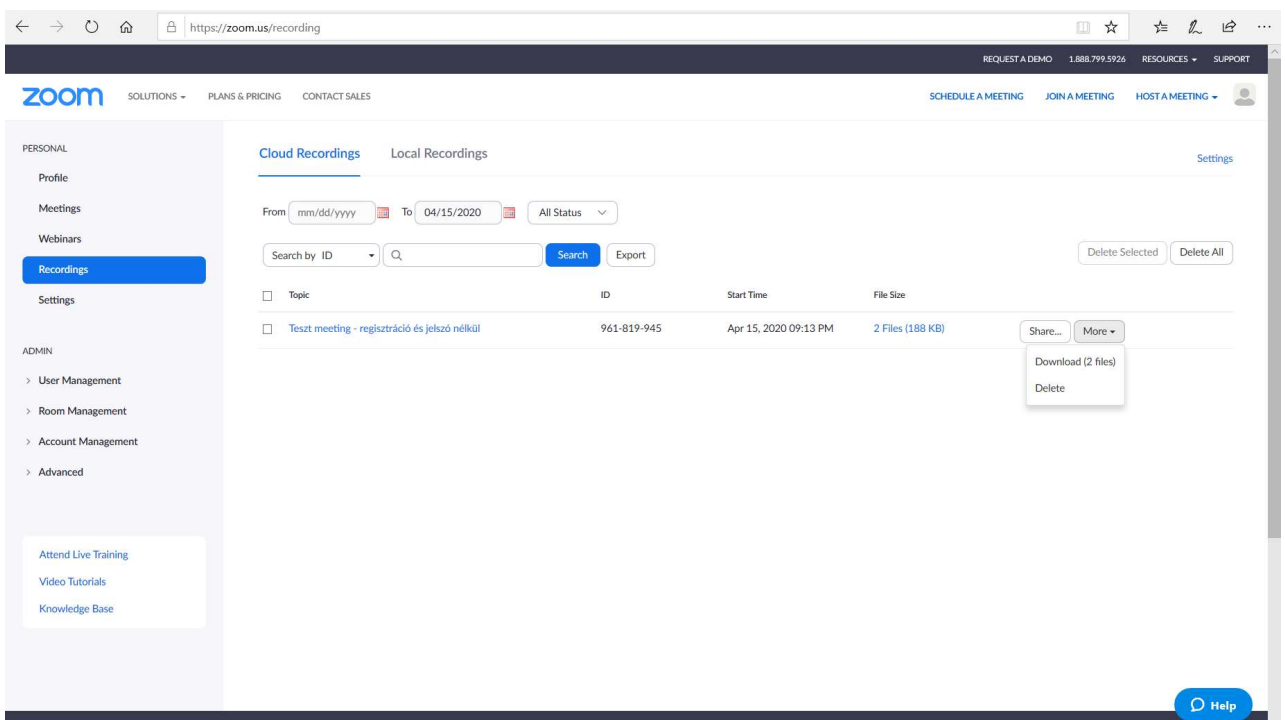 https://zoom.us/recording
REQUEST A DEMO 1.888.799.5926 RESOURCES SUPPORT
zoom SOLUTIONS PLANS & PRICING CONTACT SALES SCHEDULE A MEETING JOIN A MEETING HOST A MEETING
PERSONAL
Profile
Meetings
Webinars
Recordings
Settings
ADMIN
User Management
Room Management
Account Management
Advanced
Attend Live Training
Video Tutorials
Knowledge Base
Cloud Recordings Local Recordings Settings
From mm/dd/yyyy To 04/15/2020 All Status
Search by ID Search Export Delete Selected Delete All
Topic ID Start Time File Size
Teszt meeting - regisztráció és jelszó nélkül 961-819-945 Apr 15, 2020 09:13 PM 2 Files (188 KB) Share... More
Download (2 files)
Delete
Help